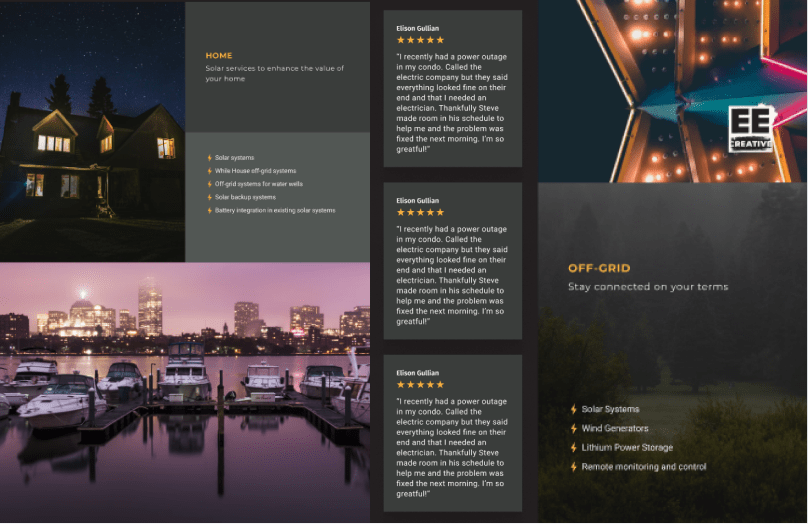 HOME
Solar services to enhance the value of
your home
Solar systems
While House off-grid systems
Off-grid systems for water wells
Solar backup systems
Battery integration in existing solar systems
Elison Gullian
"I recently had a power outage
in my condo. Called the
electric company but they said
everything looked fine on their
end and that I needed an
electrician. Thankfully Steve
made room in his schedule to
help me and the problem was
fixed the next morning. I'm so
greatful!"
Elison Gullian
"I recently had a power outage
in my condo. Called the
electric company but they said
everything looked fine on their
end and that I needed an
electrician. Thankfully Steve
made room in his schedule to
help me and the problem was
fixed the next morning. I'm so
greatful!"
Elison Gullian
"I recently had a power outage
in my condo. Called the
electric company but they said
everything looked fine on their
end and that I needed an
electrician. Thankfully Steve
made room in his schedule to
help me and the problem was
fixed the next morning. I'm so
greatful!"
EE
CREATIVE
OFF-GRID
Stay connected on your terms
Solar Systems
Wind Generators
Lithium Power Storage
Remote monitoring and control